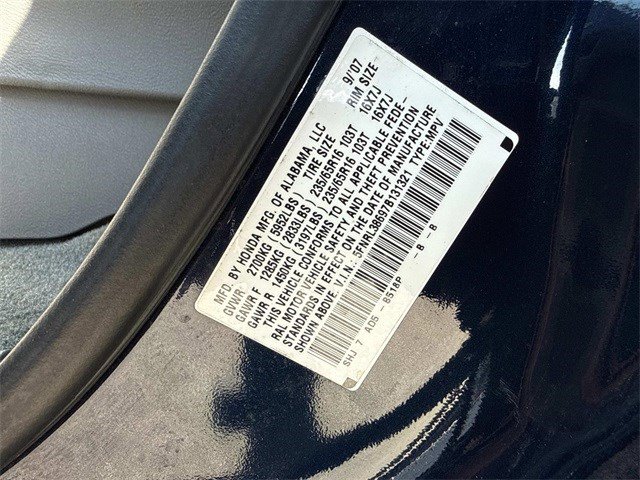 MFD. BY HONDA MFG. OF ALABAMA, LLC 9/07
GVWR 2700KG (5952LBS) TIRE SIZE RIM SIZE
GAWR F 1285KG (2833LBS) 235/65R16 103T 16X7J
GAWR R 1450KG (3197LBS) 235/65R16 103T 16X7J
THIS VEHICLE CONFORMS TO ALL APPLICABLE FEDE-
RAL MOTOR VEHICLE SAFETY AND THEFT PREVENTION
STANDARDS IN EFFECT ON THE DATE OF MANUFACTURE
SHOWN ABOVE. V.I.N.: 5FNRL38697B131321 TYPE:MPV
SHJ 7 AD5 - B518P - B - B